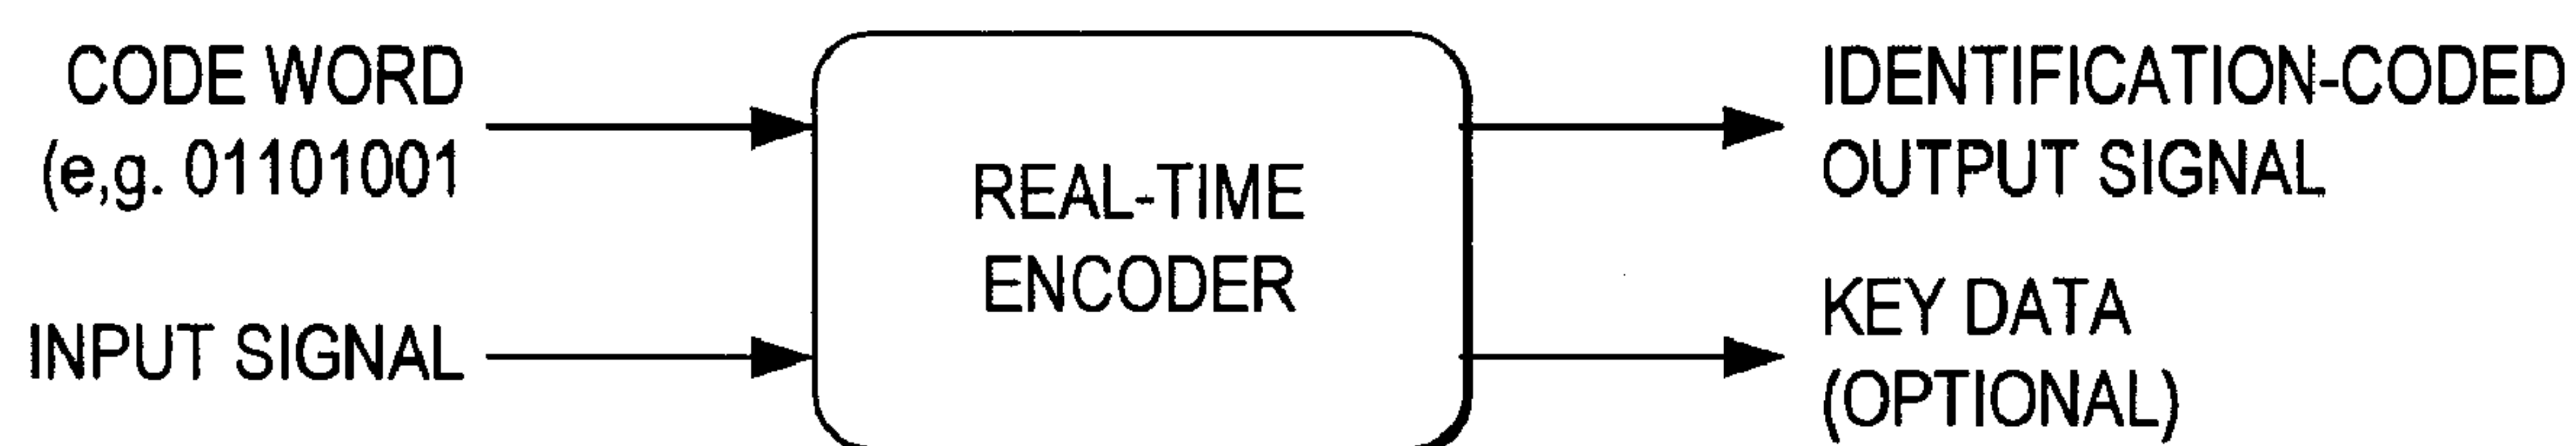 CODE WORD
(e,g. 01101001
INPUT SIGNAL
REAL-TIME
ENCODER
IDENTIFICATION-CODED
OUTPUT SIGNAL
KEY DATA
(OPTIONAL)